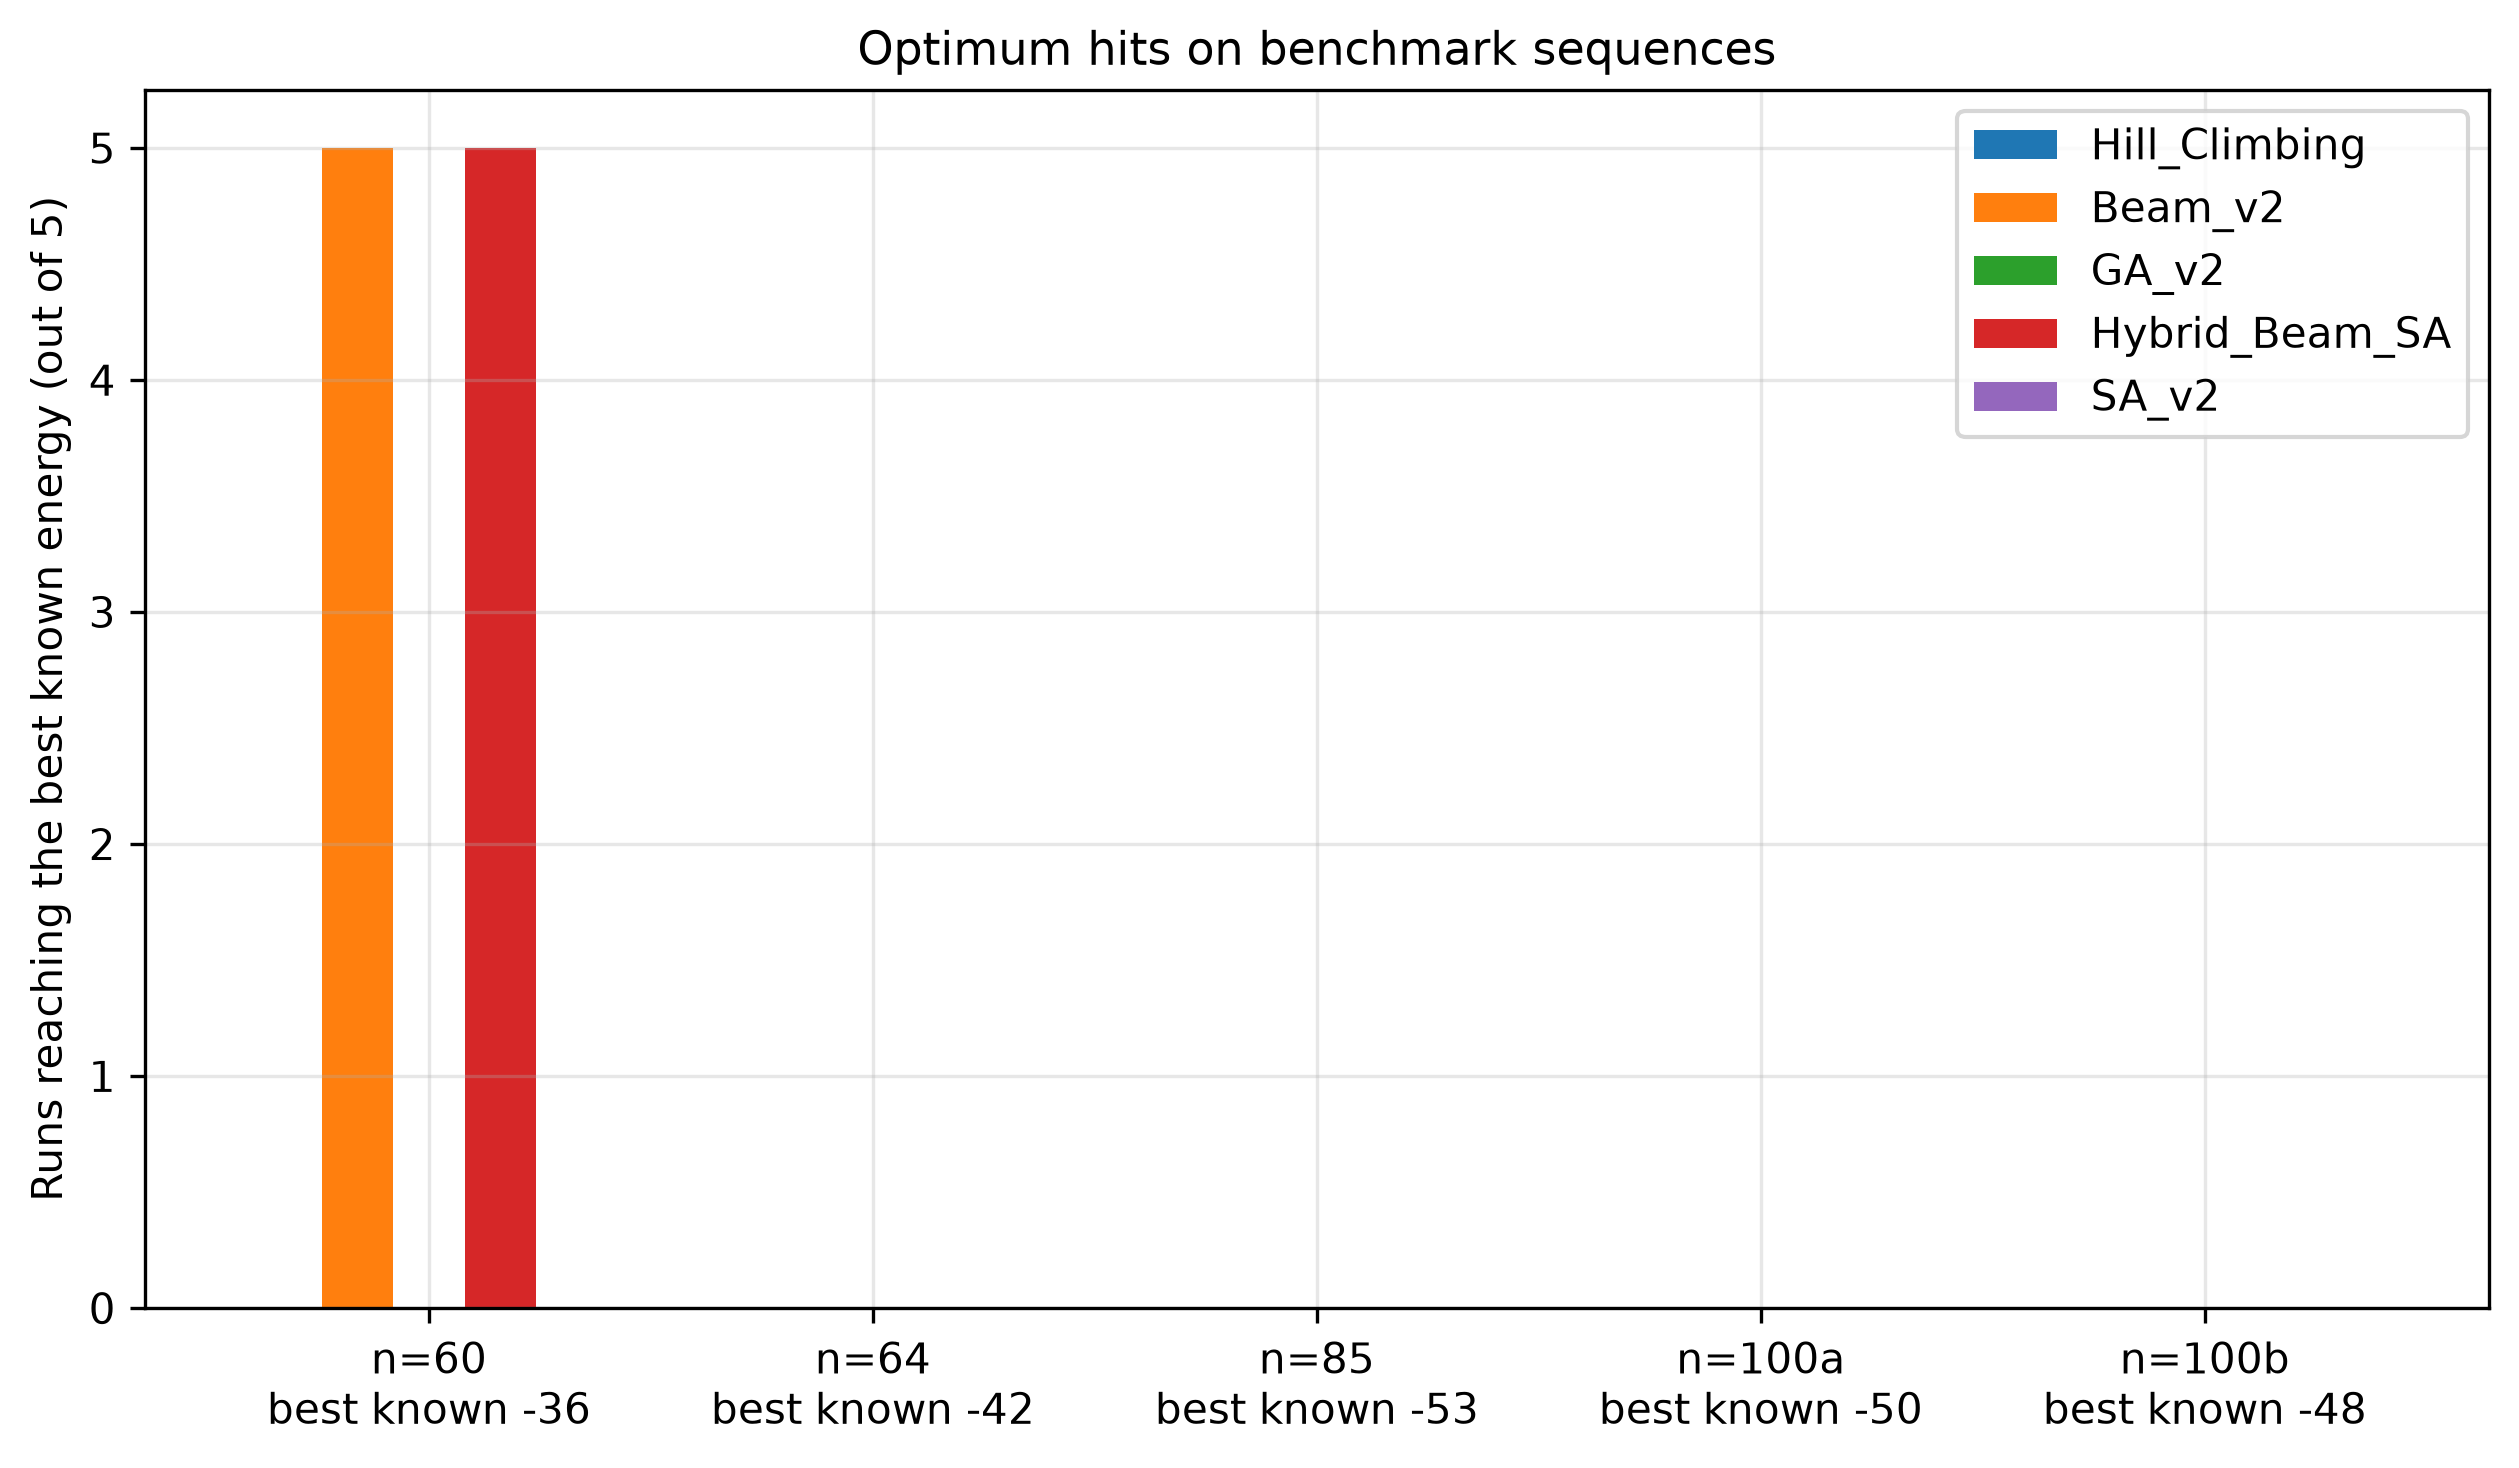 Optimum hits on benchmark sequences
Runs reaching the best known energy (out of 5)
5
4
3
2
1
0
Hill_Climbing
Beam_v2
GA_v2
Hybrid_Beam_SA
SA_v2
n=60
best known -36
n=64
best known -42
n=85
best known -53
n=100a
best known -50
n=100b
best known -48